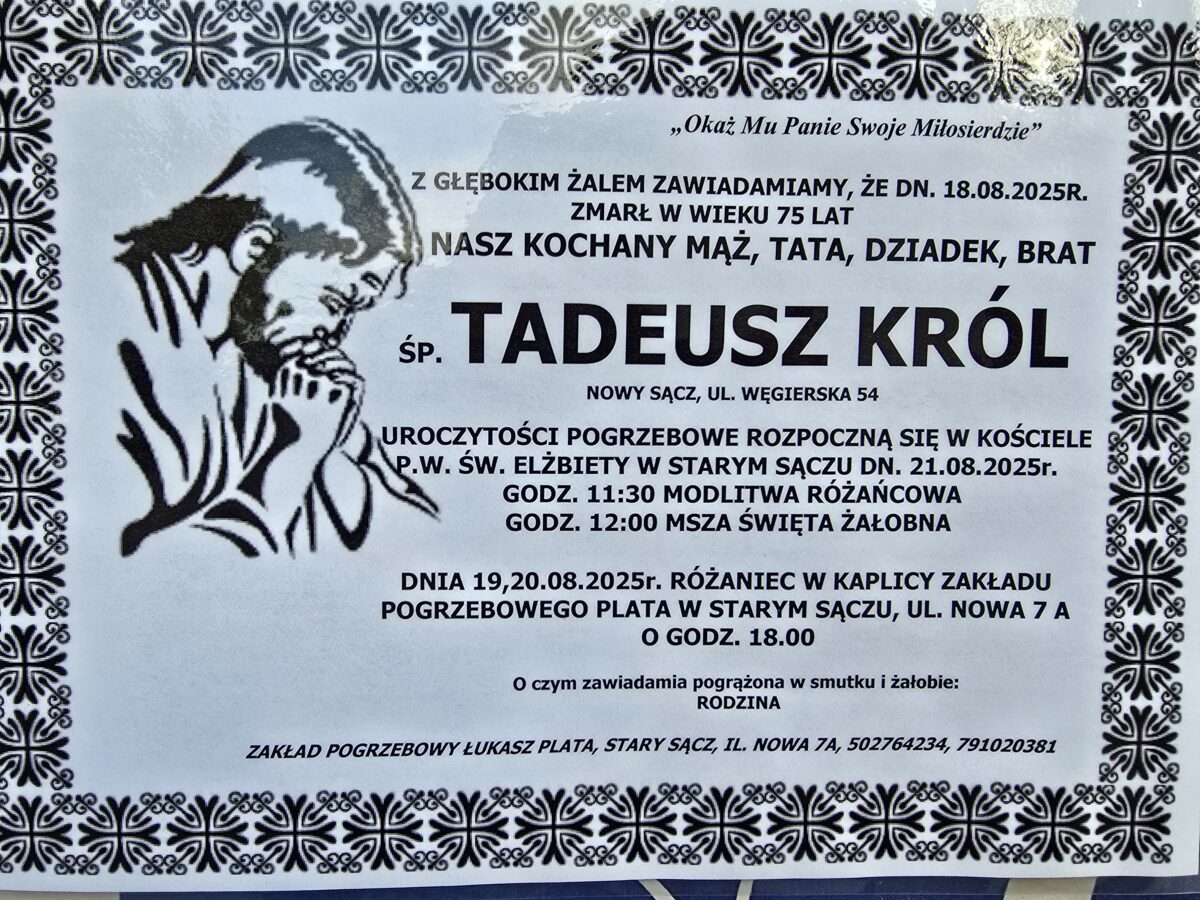 „Okaż Mu Panie Swoje Miłosierdzie”
Z GŁĘBOKIM ŻALEM ZAWIADAMIAMY, ŻE DN. 18.08.2025R.
ZMARŁ W WIEKU 75 LAT
NASZ KOCHANY MĄŻ, TATA, DZIADEK, BRAT
ŚP. TADEUSZ KRÓL
NOWY SĄCZ, UL. WĘGIERSKA 54
UROCZYTOŚCI POGRZEBOWE ROZPOCZNĄ SIĘ W KOŚCIELE
P.W. ŚW. ELŻBIETY W STARYM SĄCZU DN. 21.08.2025r.
GODZ. 11:30 MODLITWA RÓŻAŃCOWA
GODZ. 12:00 MSZA ŚWIĘTA ŻAŁOBNA
DNIA 19,20.08.2025r. RÓŻANIEC W KAPLICY ZAKŁADU
POGRZEBOWEGO PLATA W STARYM SĄCZU, UL. NOWA 7 A
O GODZ. 18.00
O czym zawiadamia pogrążona w smutku i żałobie:
RODZINA
ZAKŁAD POGRZEBOWY ŁUKASZ PLATA, STARY SĄCZ, IL. NOWA 7A, 502764234, 791020381